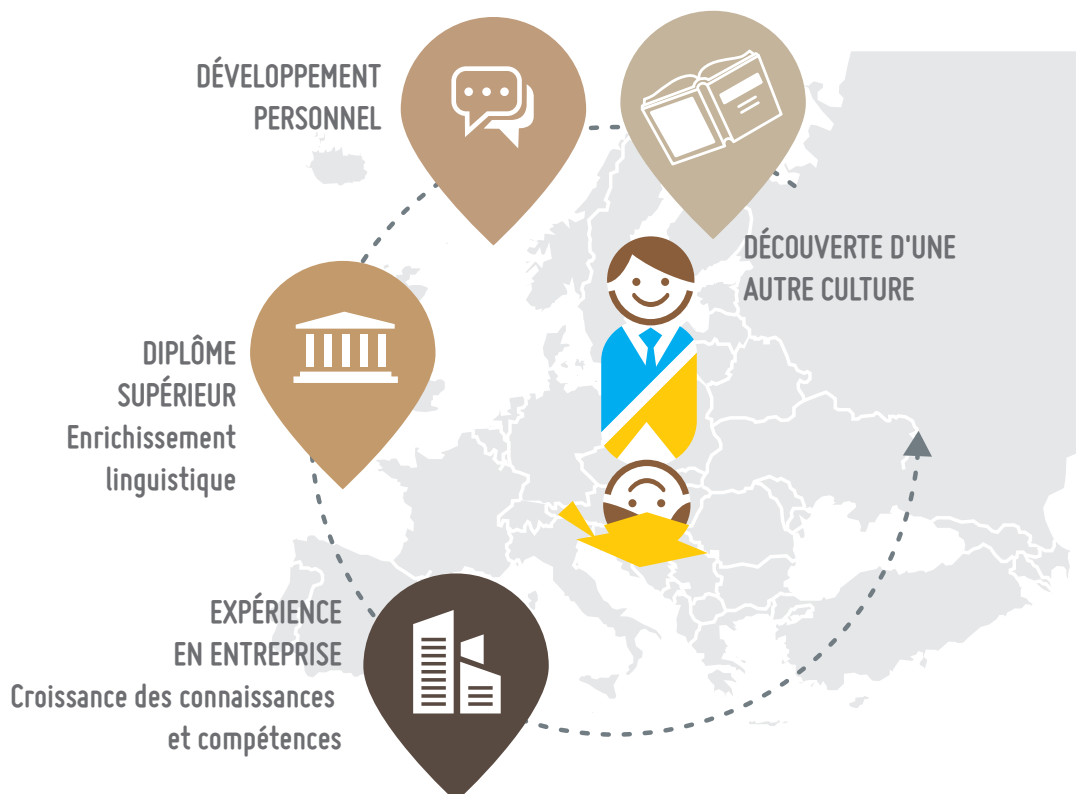 DÉVELOPPEMENT
PERSONNEL
DÉCOUVERTE D'UNE
AUTRE CULTURE
DIPLÔME
SUPÉRIEUR
Enrichissement
linguistique
EXPÉRIENCE
EN ENTREPRISE
Croissance des connaissances
et compétences